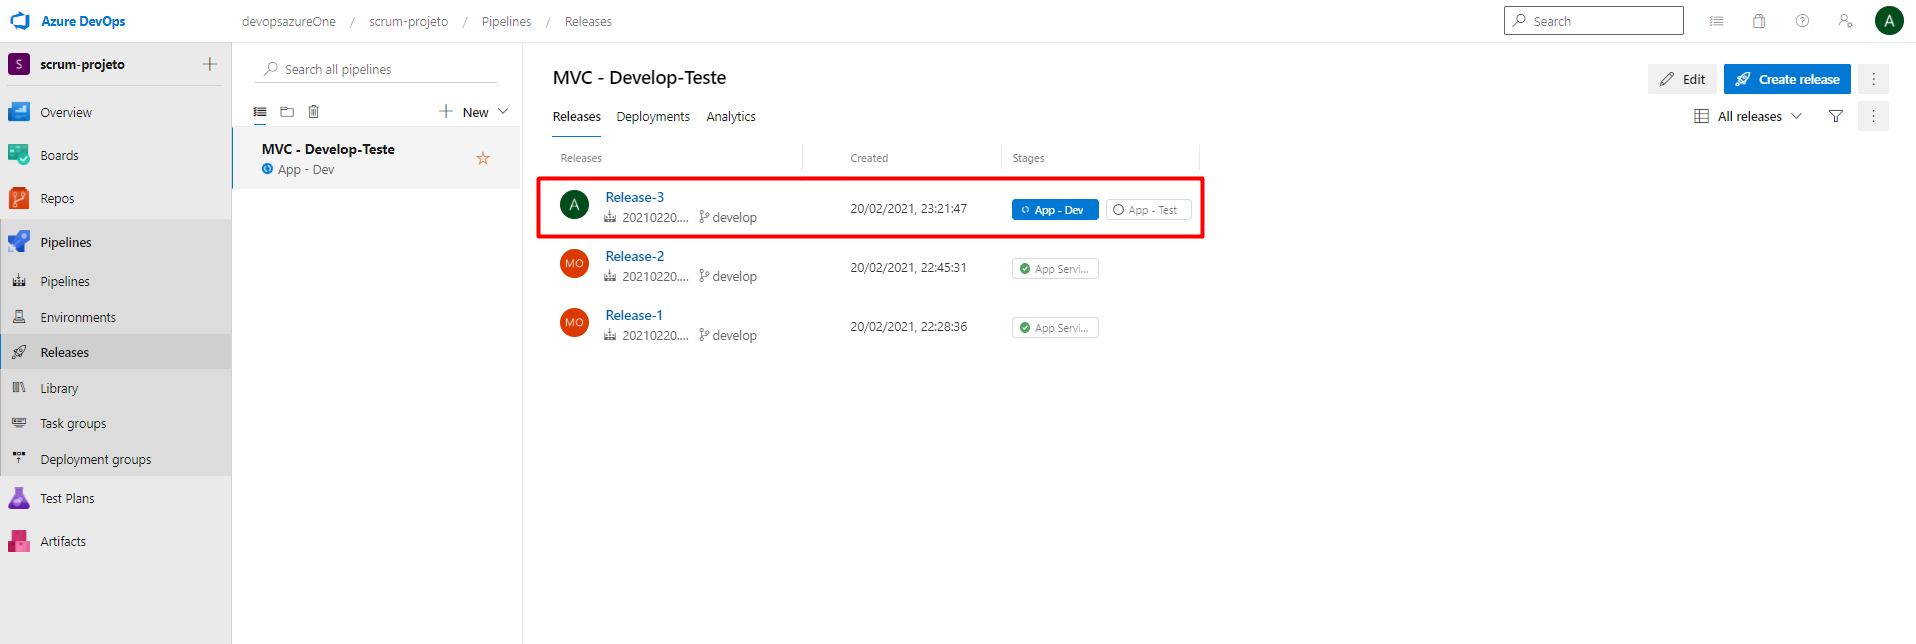 Azure DevOps
devopsazureOne / scrum-projeto / Pipelines / Releases
Search
A
S scrum-projeto
Overview
Boards
Repos
Pipelines
Pipelines
Environments
Releases
Library
Task groups
Deployment groups
Test Plans
Artifacts
Search all pipelines
New
MVC - Develop-Teste
App - Dev
MVC - Develop-Teste
Edit
Create release
Releases Deployments Analytics
All releases
Releases Created Stages
A Release-3
20210220.... develop
20/02/2021, 23:21:47
App - Dev
App - Test
MO Release-2
20210220.... develop
20/02/2021, 22:45:31
App Servi...
MO Release-1
20210220.... develop
20/02/2021, 22:28:36
App Servi...